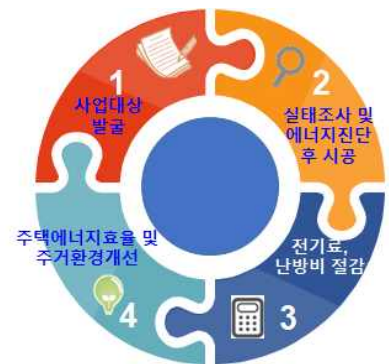 1
사업대상
발굴
2
실태조사 및
에너지진단
후 시공
전기료,
난방비 절감
3
주택에너지효율 및
주거환경개선
4